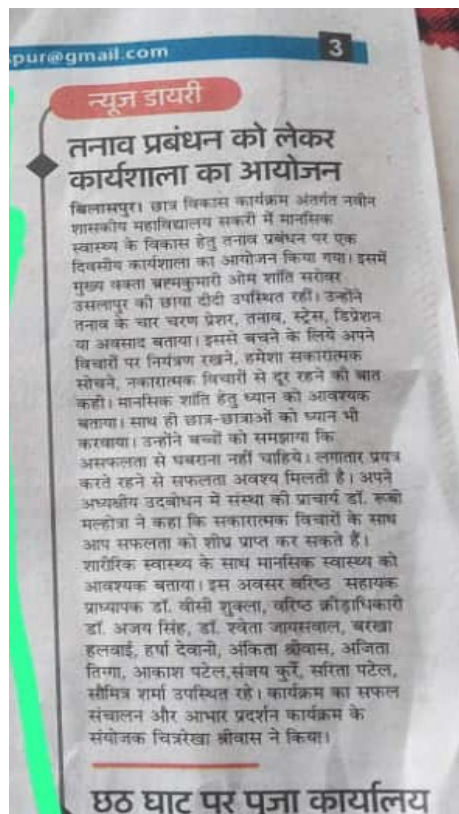 pur@gmail.com
3
न्यूज डायरी
तनाव प्रबंधन को लेकर
कार्यशाला का आयोजन
बिलासपुर। छात्र विकास कार्यक्रम अंतर्गत नवीन
शासकीय महाविद्यालय सकरी में मानसिक
स्वास्थ्य के विकास हेतु तनाव प्रबंधन पर एक
दिवसीय कार्यशाला का आयोजन किया गया। इसमें
मुख्य वक्ता ब्रह्मकुमारी ओम शांति सरोवर
उसलापुर की छाया दीदी उपस्थित रहीं। उन्होंने
तनाव के चार चरण प्रेशर, तनाव, स्ट्रेस, डिप्रेशन
या अवसाद बताया। इससे बचने के लिये अपने
विचारों पर नियंत्रण रखने, हमेशा सकारात्मक
सोचने, नकारात्मक विचारों से दूर रहने की बात
कही। मानसिक शांति हेतु ध्यान को आवश्यक
बताया। साथ ही छात्र-छात्राओं को ध्यान भी
करवाया। उन्होंने बच्चों को समझाया कि
असफलता से घबराना नहीं चाहिये। लगातार प्रयत्न
करते रहने से सफलता अवश्य मिलती है। अपने
अध्यक्षीय उदबोधन में संस्था की प्राचार्य डॉ. रूबी
मल्होत्रा ने कहा कि सकारात्मक विचारों के साथ
आप सफलता को शीघ्र प्राप्त कर सकते हैं।
शारीरिक स्वास्थ्य के साथ मानसिक स्वास्थ्य को
आवश्यक बताया। इस अवसर वरिष्ठ सहायक
प्राध्यापक डॉ. वीसी शुक्ला, वरिष्ठ क्रीड़ाधिकारी
डॉ. अजय सिंह, डॉ. श्वेता जायसवाल, बरखा
हलवाई, हर्षा देवानी, अंकिता श्रीवास, अजिता
तिग्गा, आकाश पटेल,संजय कुर्रे, सरिता पटेल,
सौमित्र शर्मा उपस्थित रहे। कार्यक्रम का सफल
संचालन और आभार प्रदर्शन कार्यक्रम के
संयोजक चित्ररेखा श्रीवास ने किया।
छठ घाट पर पूजा कार्यालय